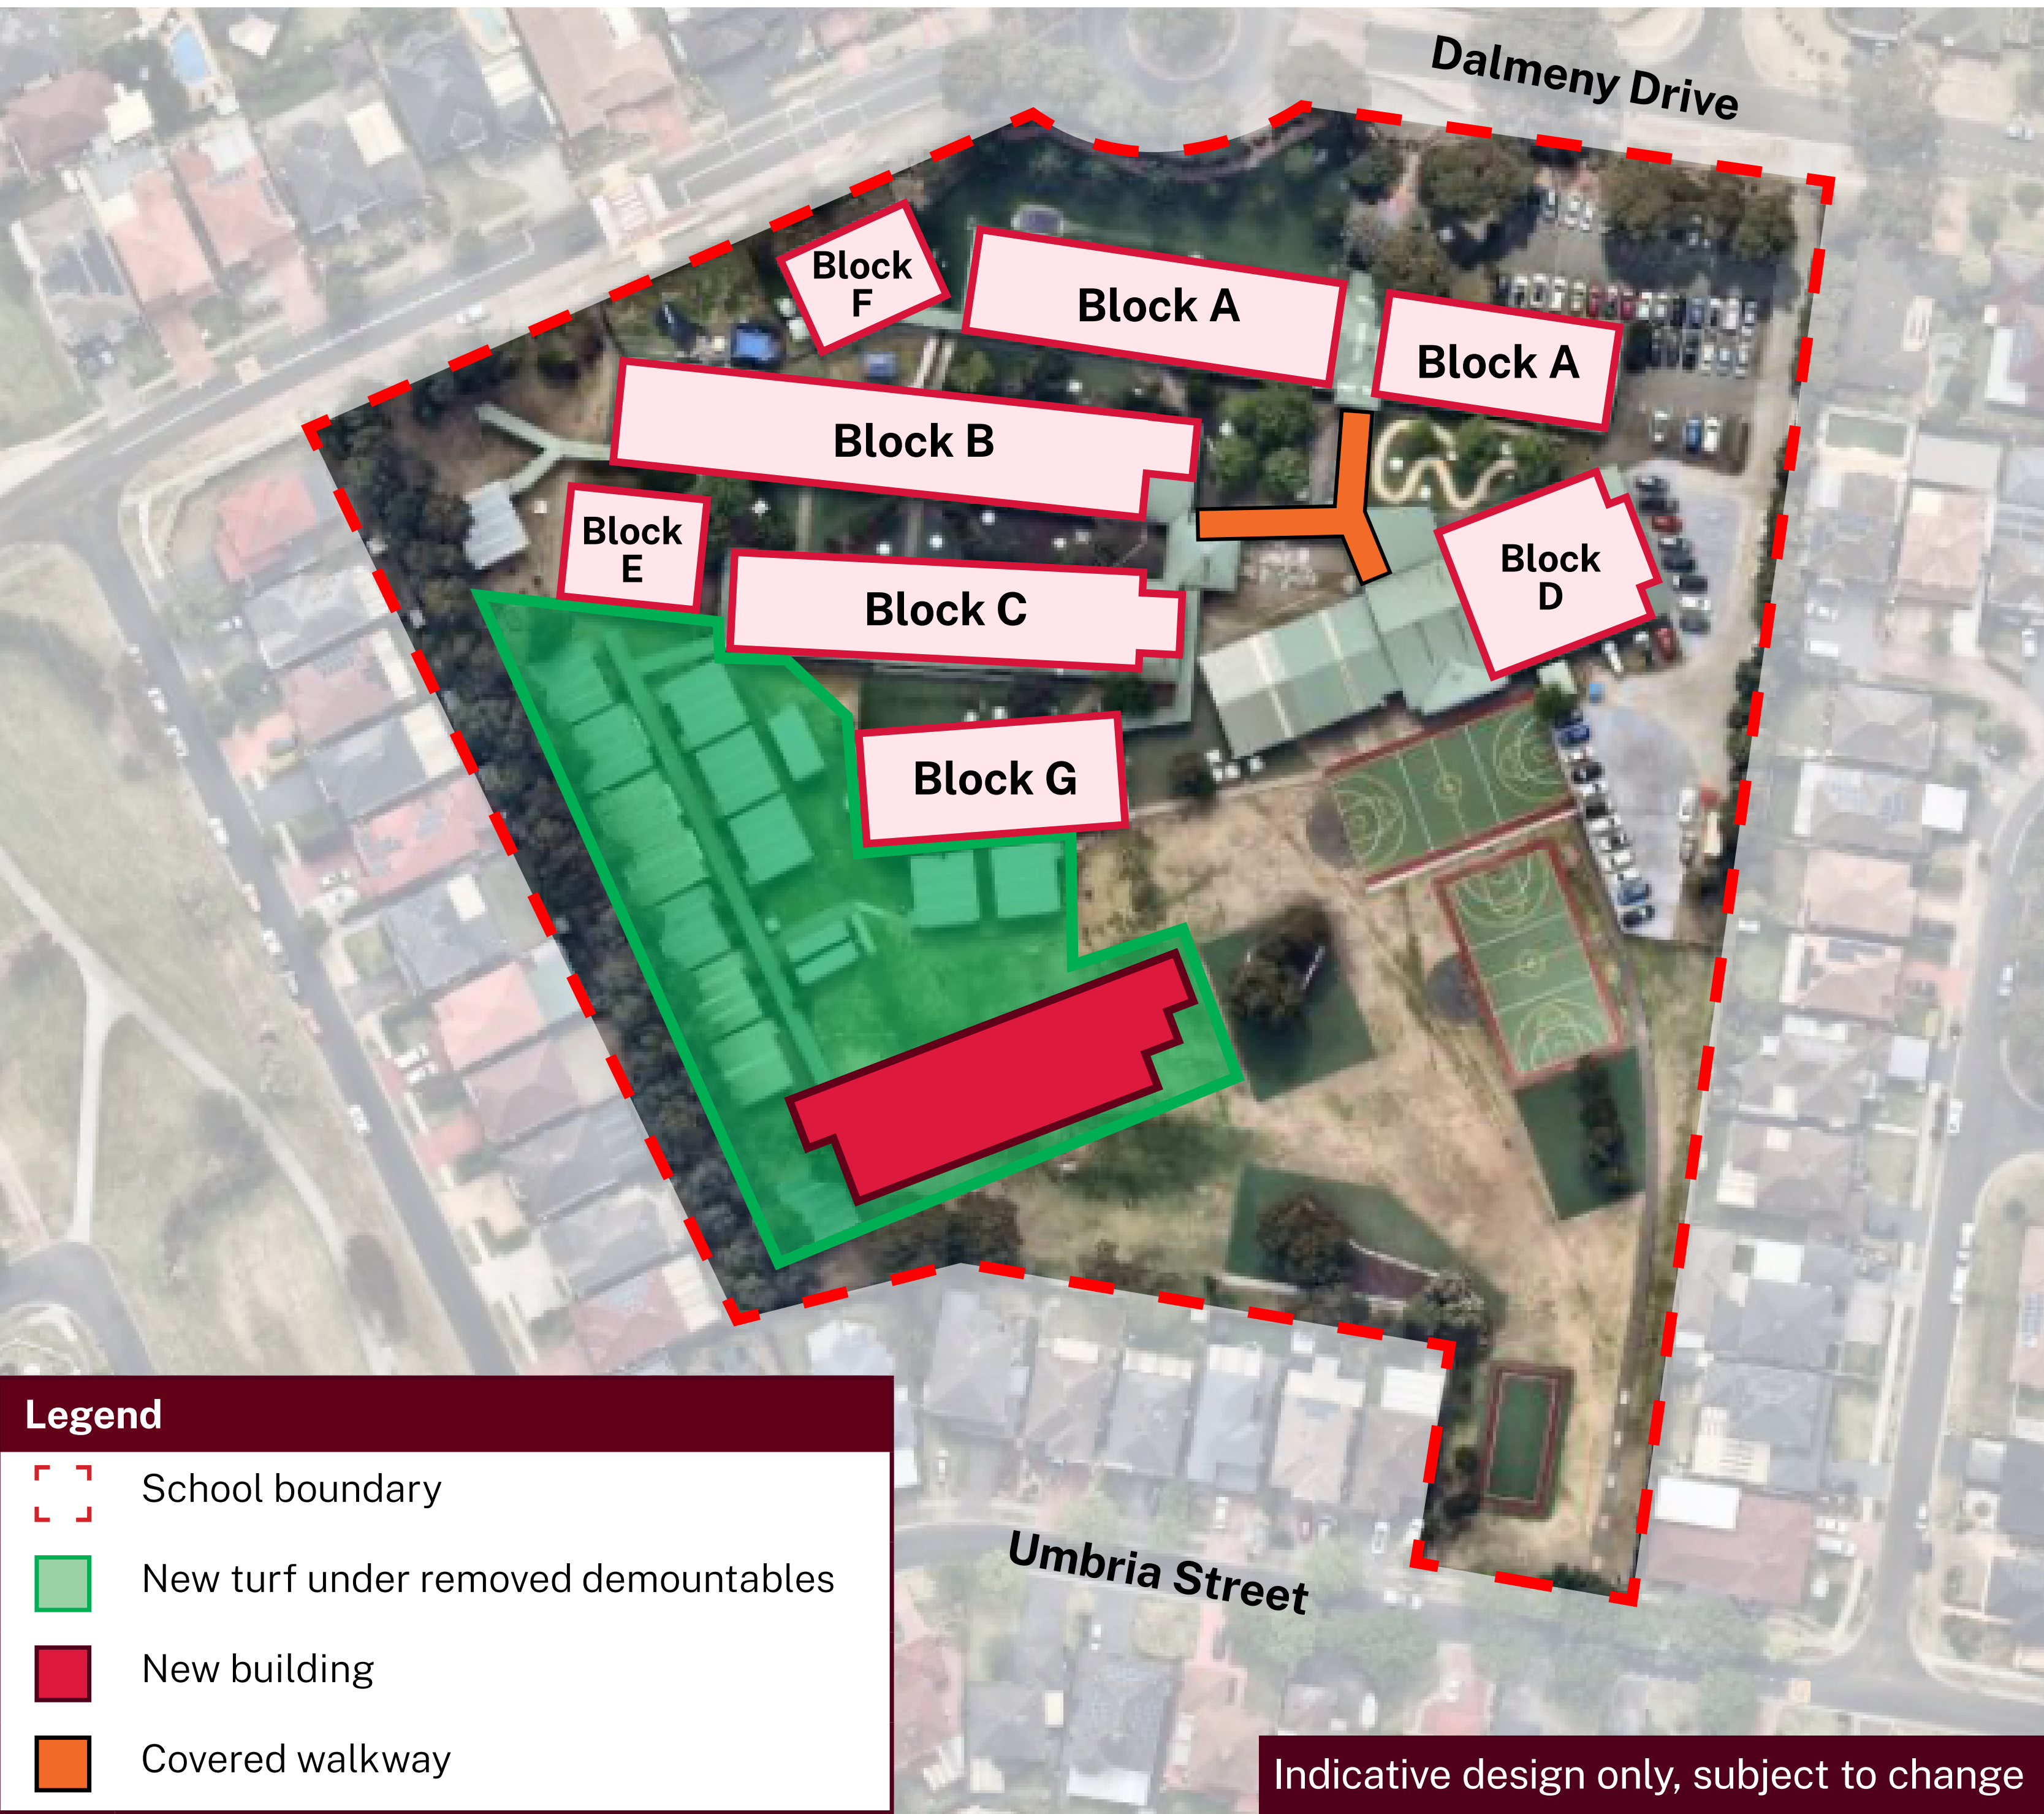 Dalmeny Drive
Block
F
Block A
Block A
Block B
Block
E
Block C
Block
D
Block G
Umbria Street
Legend
School boundary
New turf under removed demountables
New building
Covered walkway
Indicative design only, subject to change